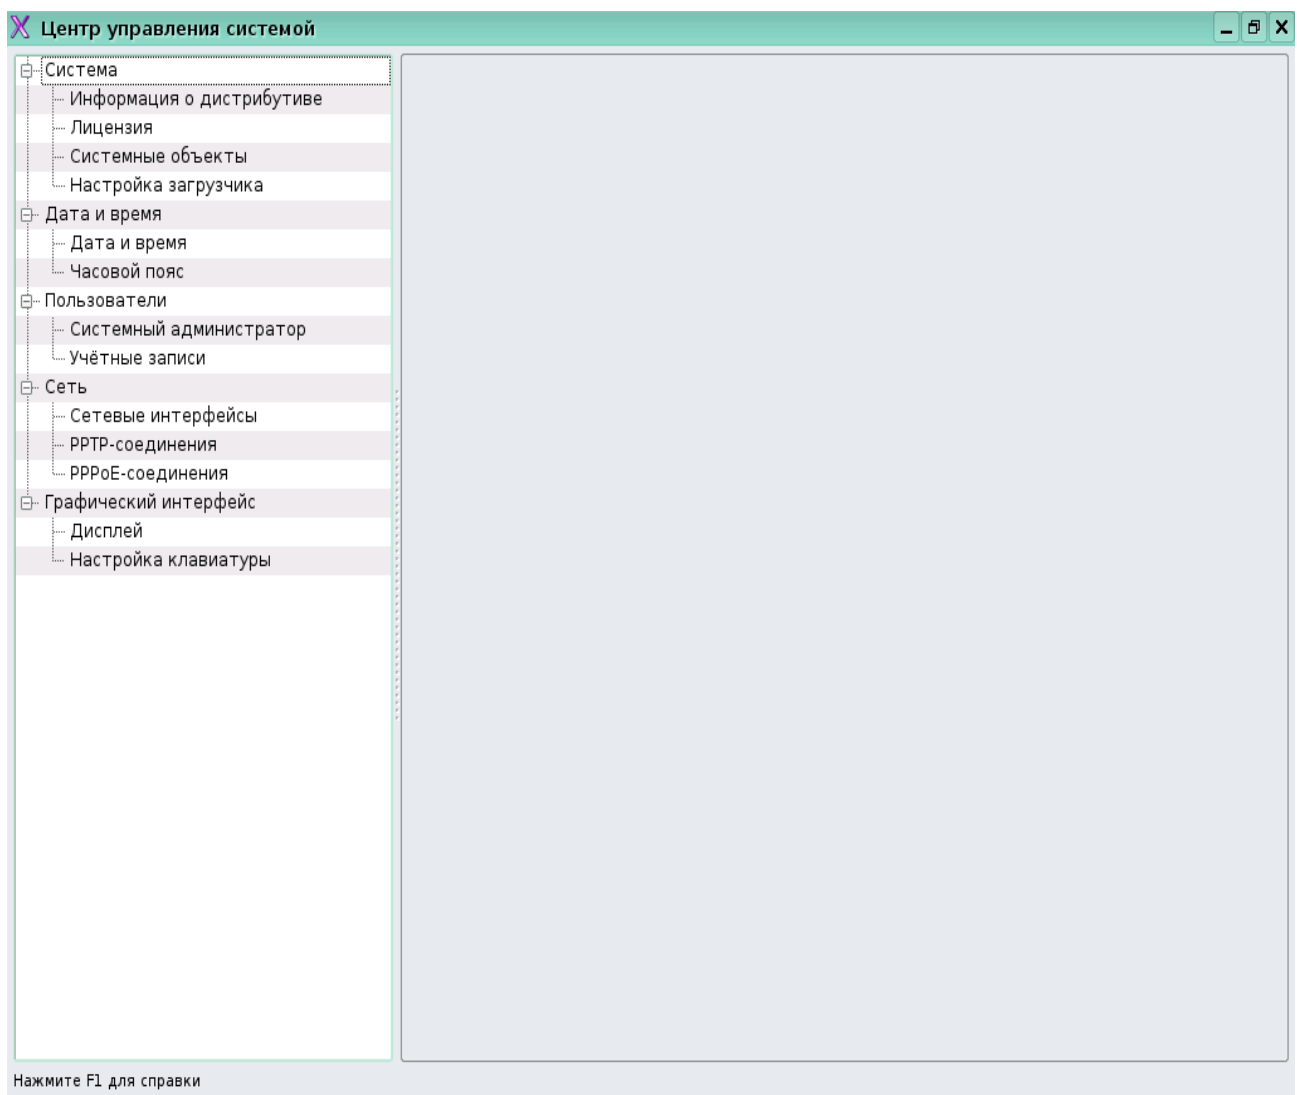 Центр управления системой
Система
Информация о дистрибутиве
Лицензия
Системные объекты
Настройка загрузчика
Дата и время
Дата и время
Часовой пояс
Пользователи
Системный администратор
Учётные записи
Сеть
Сетевые интерфейсы
PPTP-соединения
PPPoE-соединения
Графический интерфейс
Дисплей
Настройка клавиатуры
Нажмите F1 для справки